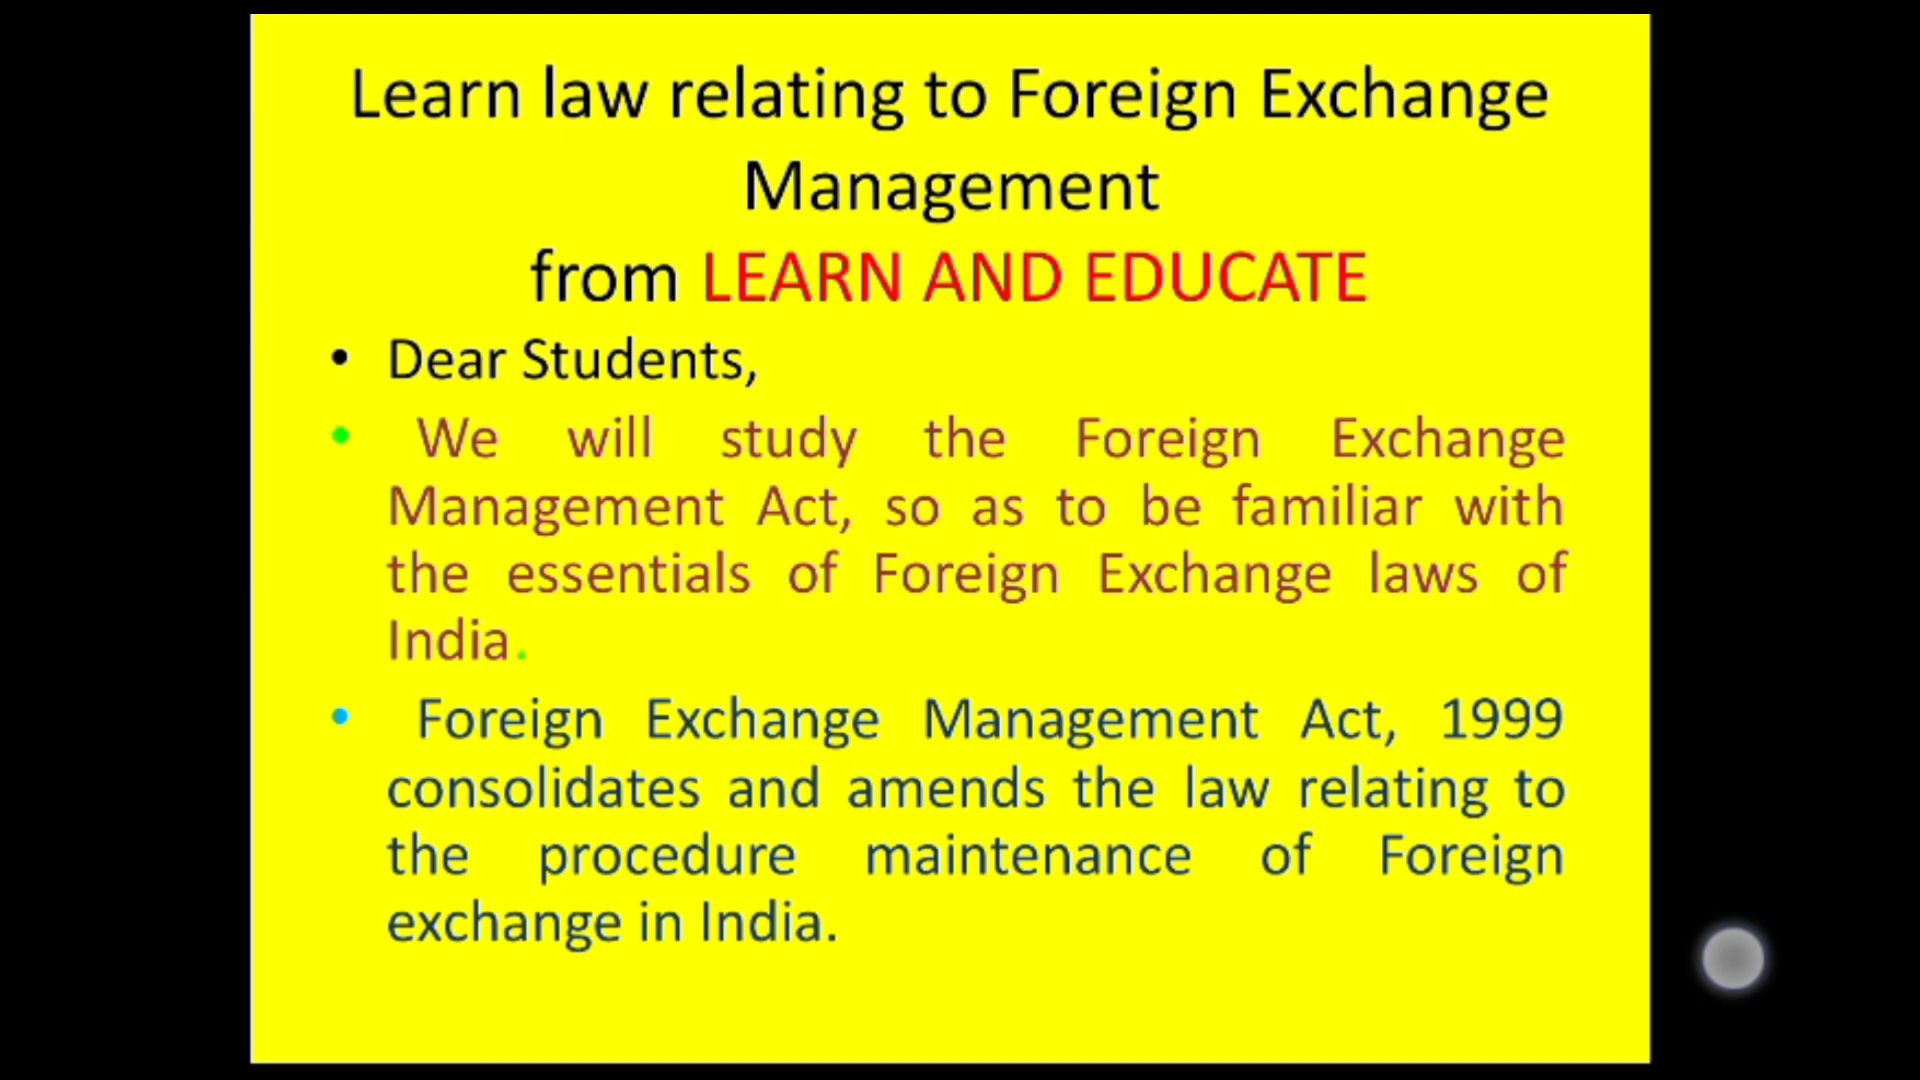 Learn law relating to Foreign Exchange
Management
from LEARN AND EDUCATE
• Dear Students,
• We will study the Foreign Exchange
Management Act, so as to be familiar with
the essentials of Foreign Exchange laws of
India.
• Foreign Exchange Management Act, 1999
consolidates and amends the law relating to
the procedure maintenance of Foreign
exchange in India.